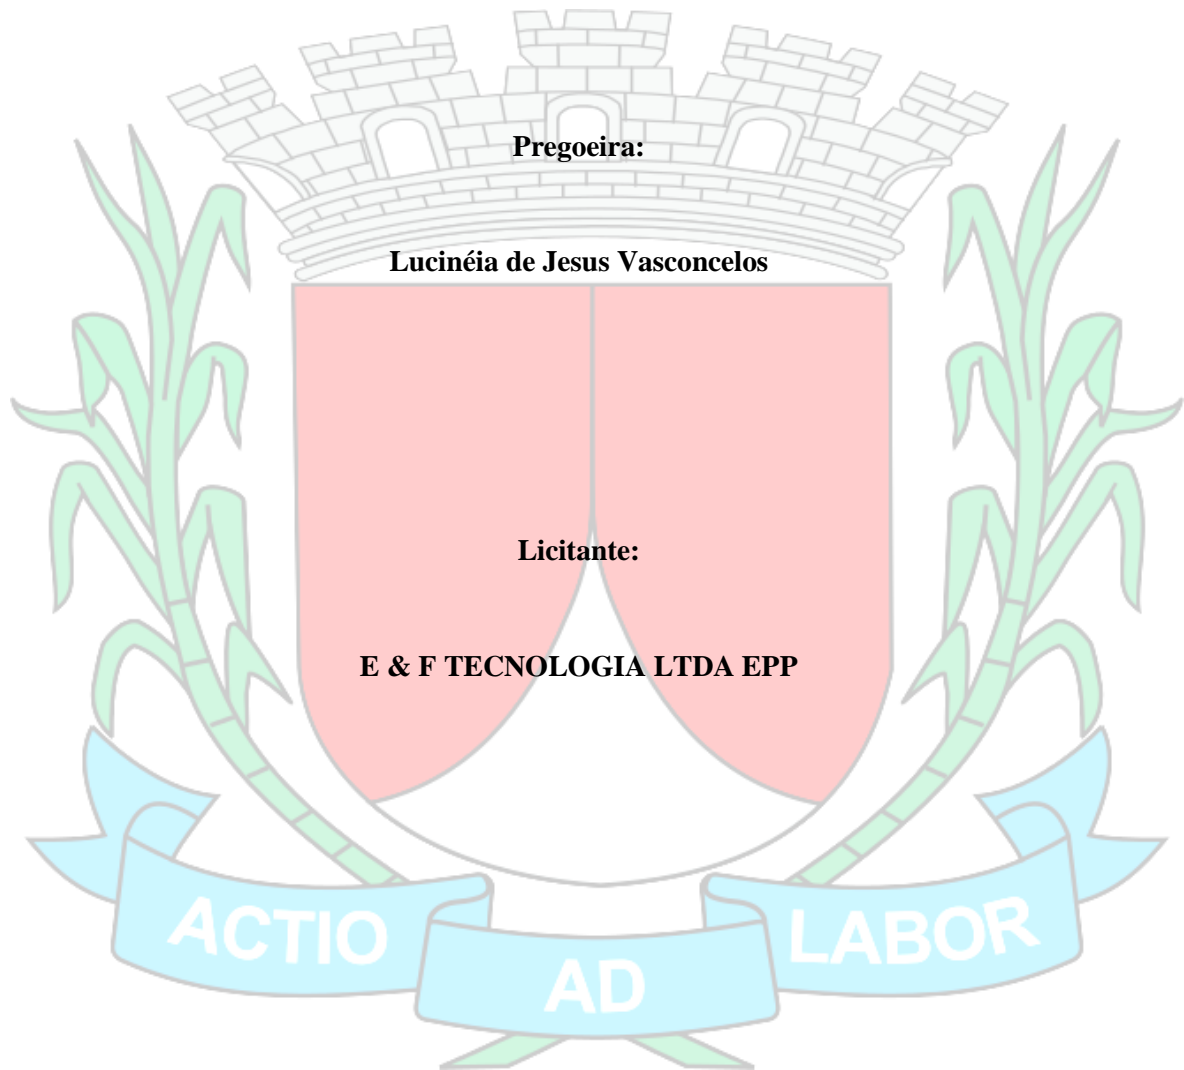 Pregoeira:
Lucinéia de Jesus Vasconcelos
Licitante:
E & F TECNOLOGIA LTDA EPP
ACTIO
AD
LABOR